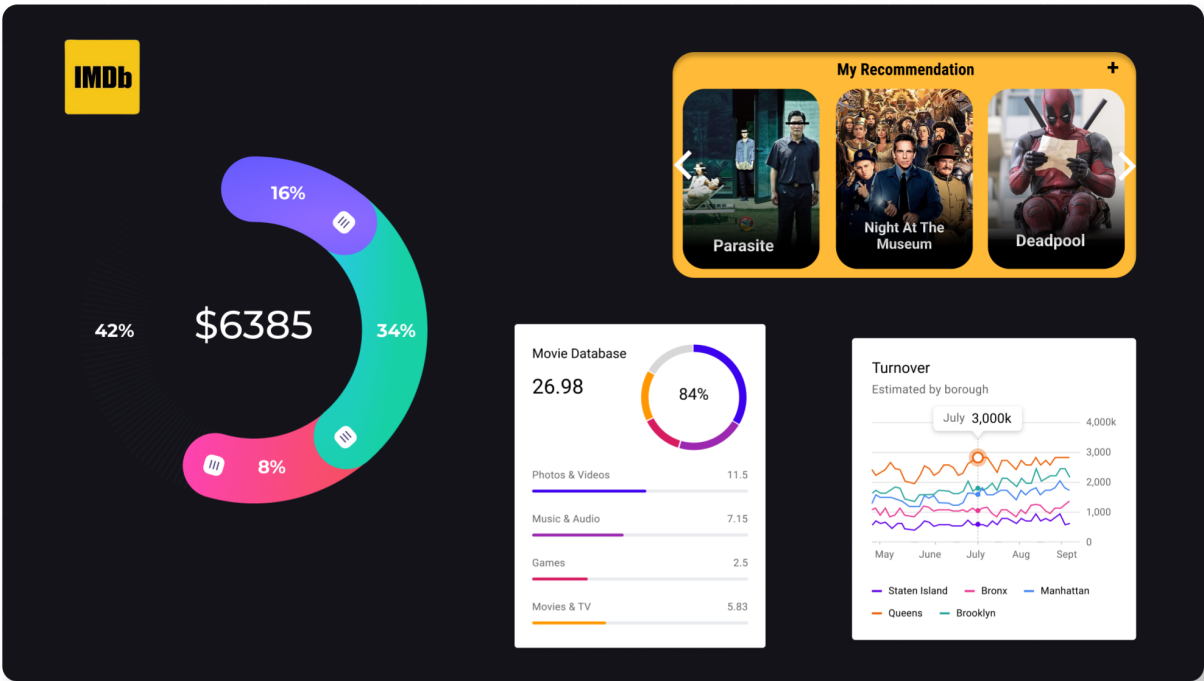 IMDb
16%
42%
$6385
34%
8%
My Recommendation +
Parasite
Night At The
Museum
Deadpool
Movie Database
26.98
84%
Photos & Videos 11.5
Music & Audio 7.15
Games 2.5
Movies & TV 5.83
Turnover
Estimated by borough
July 3,000k
4,000k
3,000
2,000
1,000
0
May June July Aug Sept
Staten Island Bronx Manhattan
Queens Brooklyn